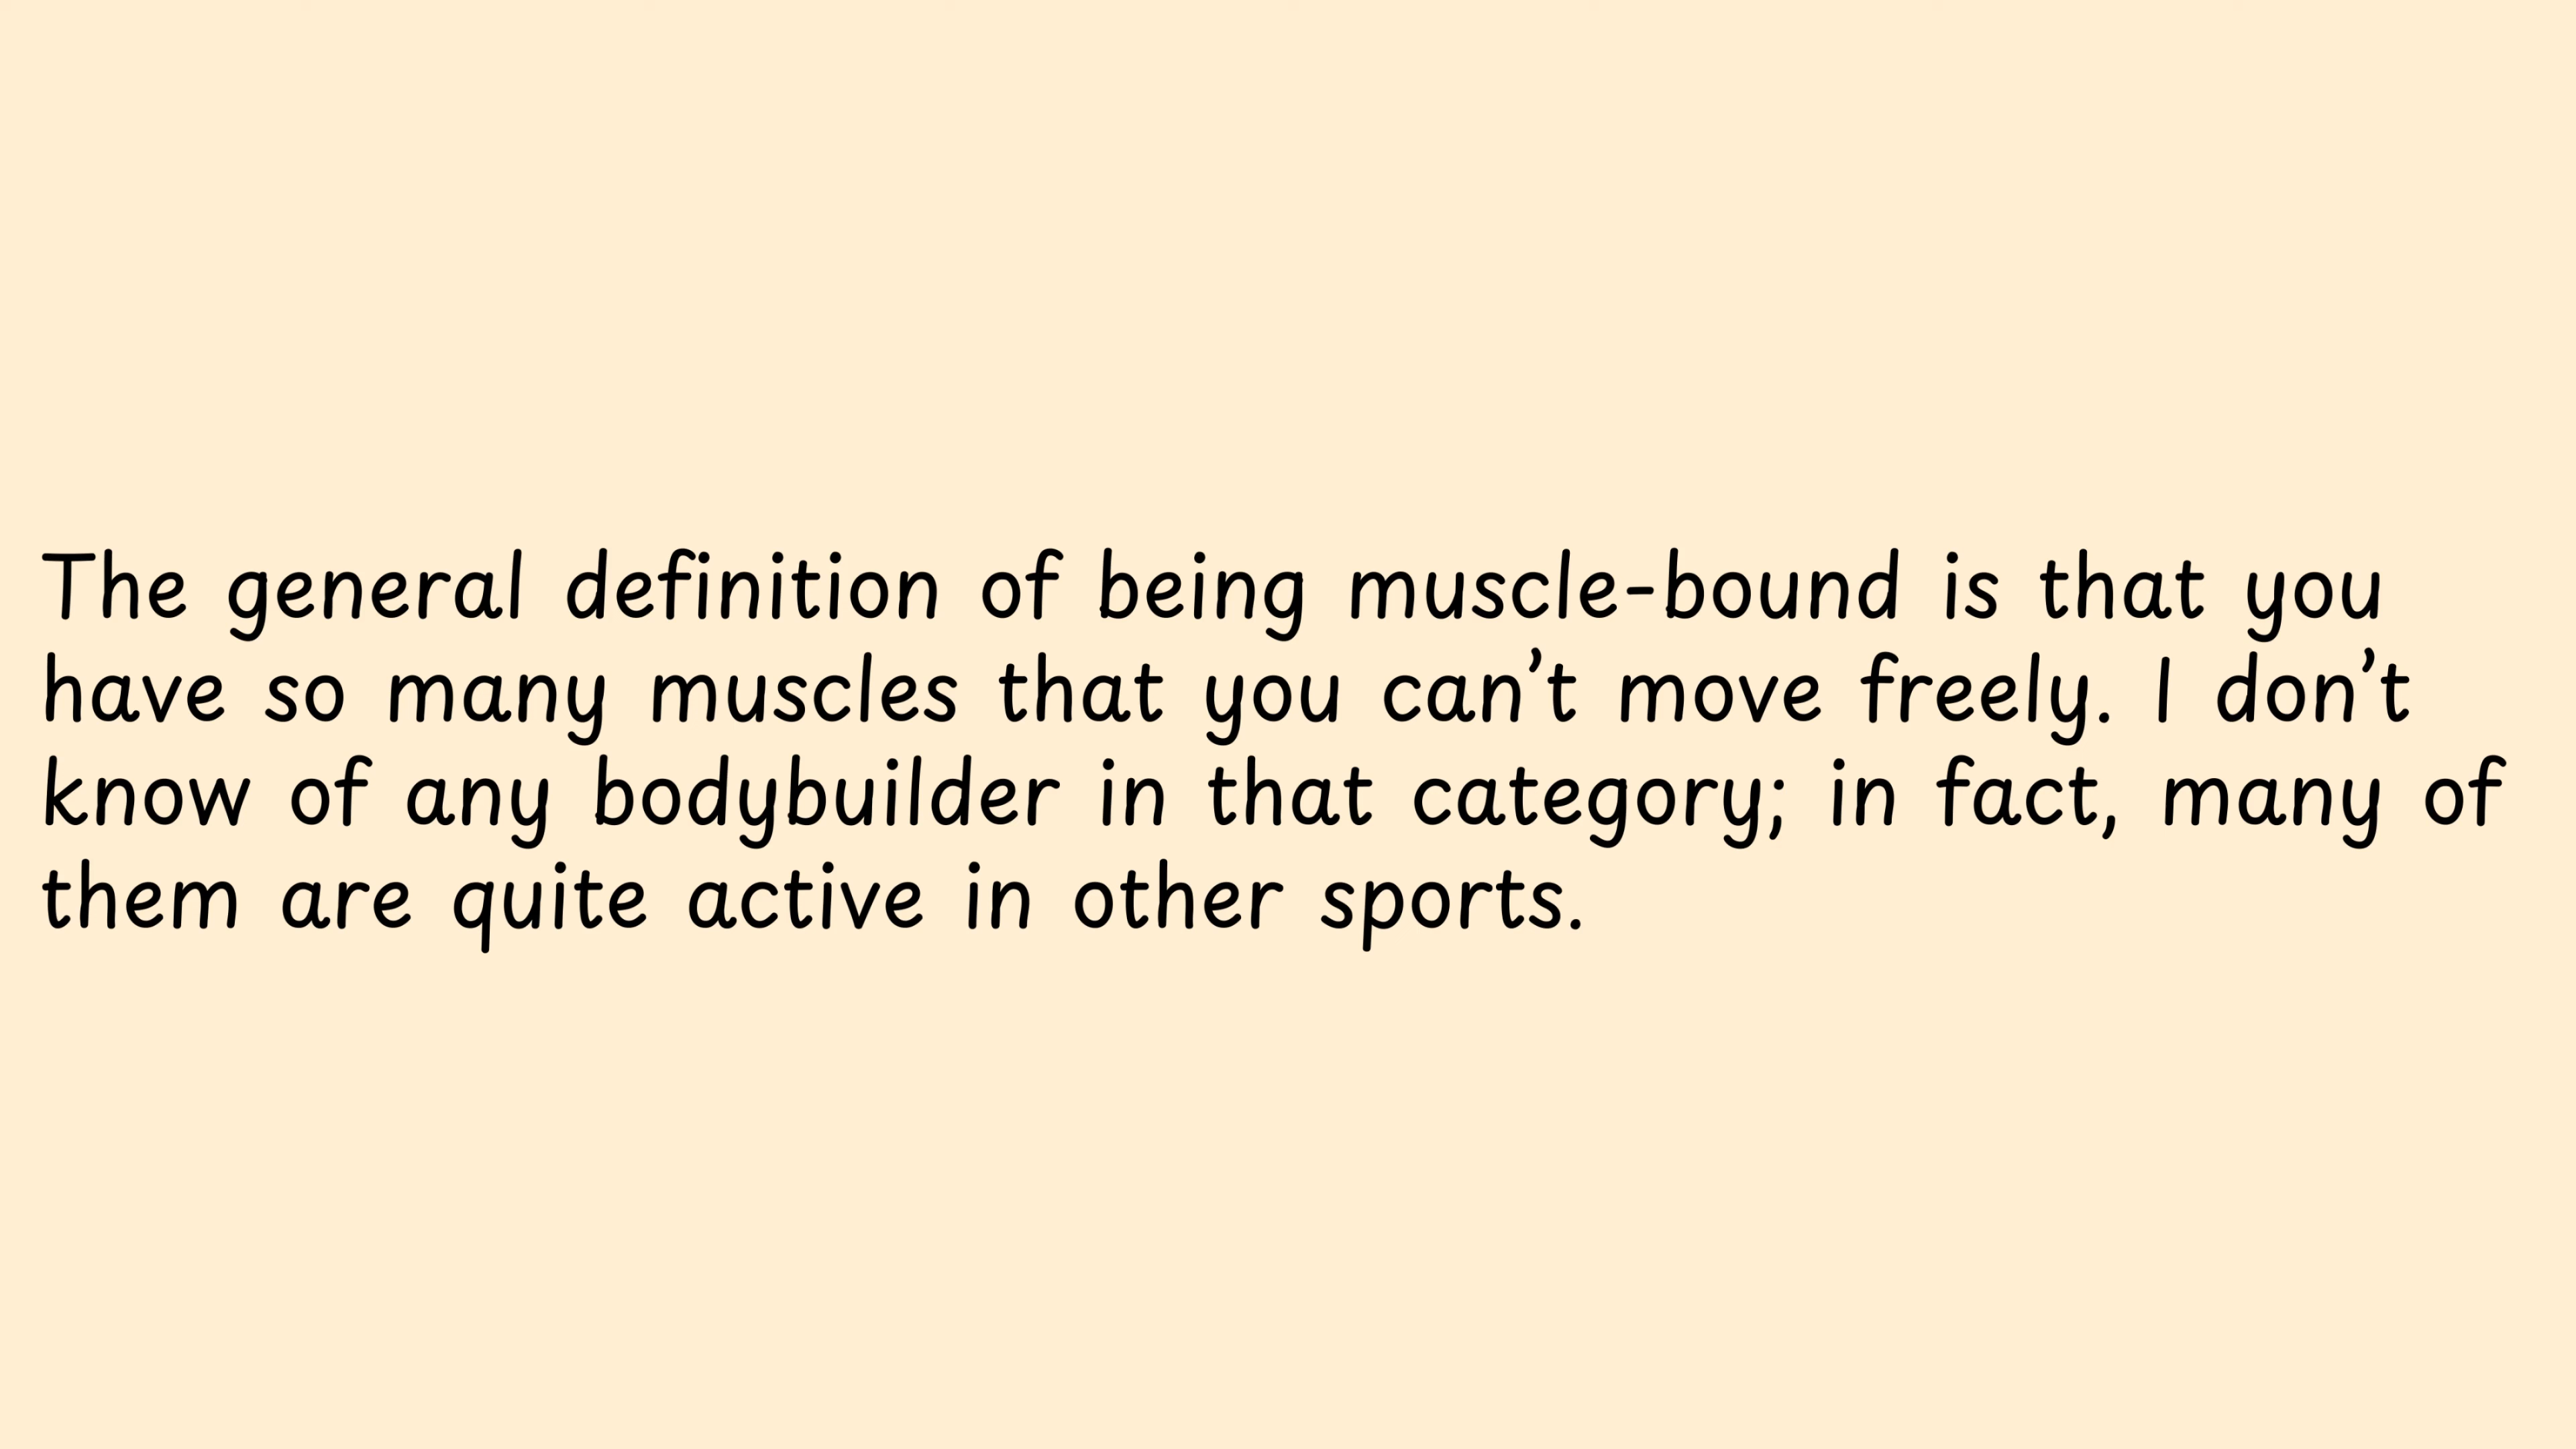 The general definition of being muscle-bound is that you
have so many muscles that you can’t move freely. I don’t
know of any bodybuilder in that category; in fact, many of
them are quite active in other sports.